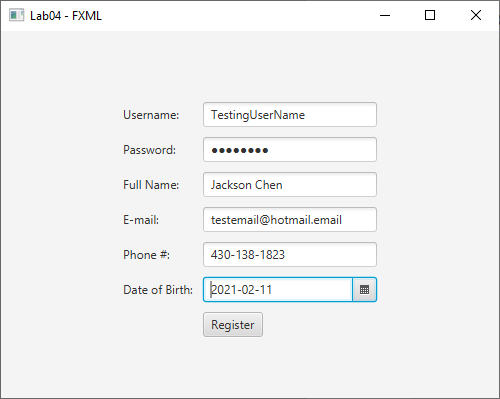 Lab04 - FXML
Username: TestingUserName
Password: ●●●●●●●●
Full Name: Jackson Chen
E-mail: testemail@hotmail.email
Phone #: 430-138-1823
Date of Birth: 2021-02-11
Register